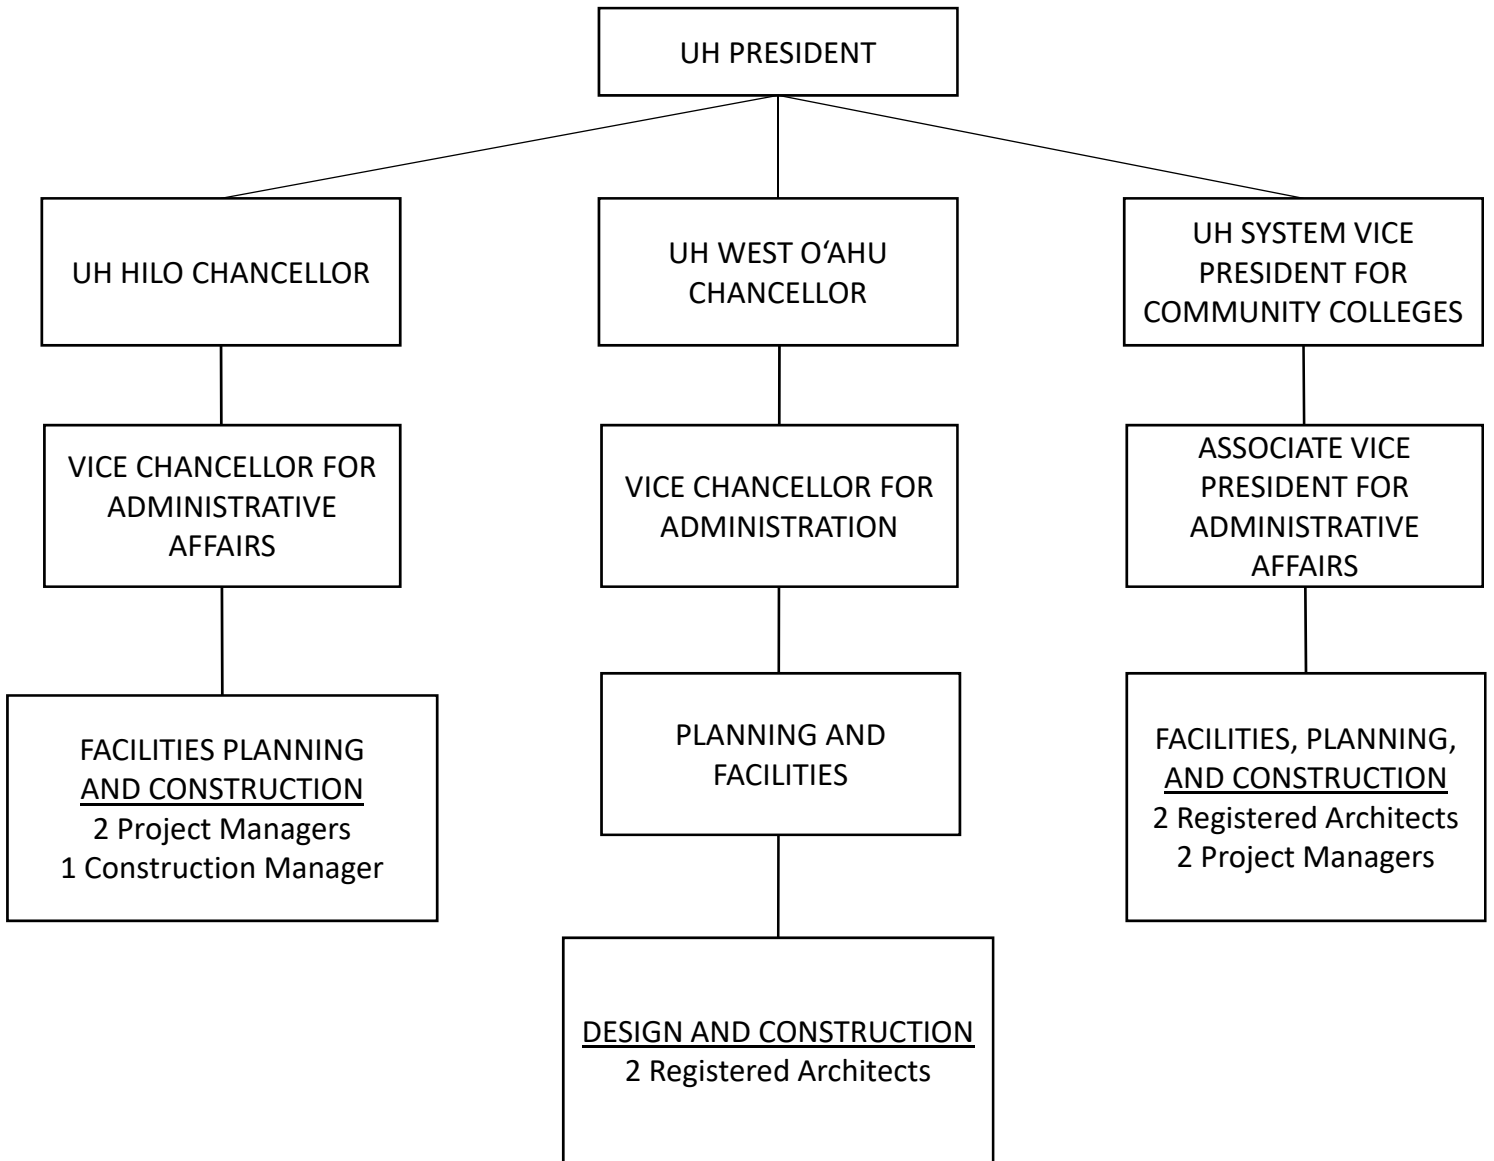 UH PRESIDENT
UH HILO CHANCELLOR
UH WEST O‘AHU
CHANCELLOR
UH SYSTEM VICE
PRESIDENT FOR
COMMUNITY COLLEGES
VICE CHANCELLOR FOR
ADMINISTRATIVE
AFFAIRS
VICE CHANCELLOR FOR
ADMINISTRATION
ASSOCIATE VICE
PRESIDENT FOR
ADMINISTRATIVE
AFFAIRS
FACILITIES PLANNING
AND CONSTRUCTION
2 Project Managers
1 Construction Manager
PLANNING AND
FACILITIES
FACILITIES, PLANNING,
AND CONSTRUCTION
2 Registered Architects
2 Project Managers
DESIGN AND CONSTRUCTION
2 Registered Architects